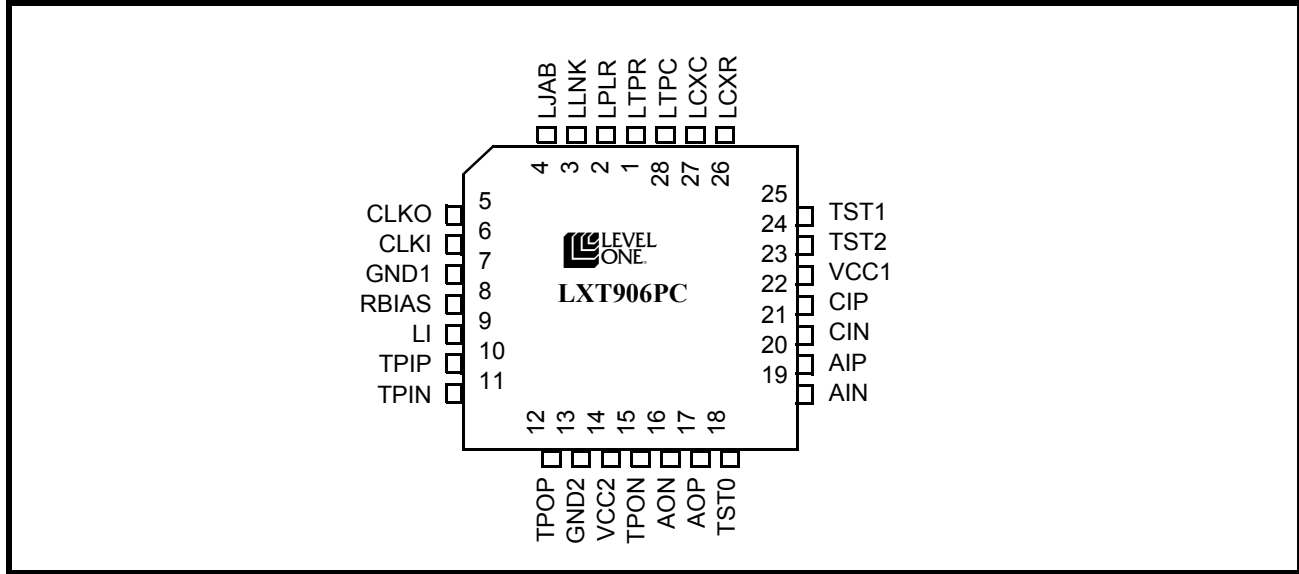 LJAB
LLNK
LPLR
LTPR
LTPC
LCXC
LCXR
4 3 2 1 28 27 26
CLKO 5
CLKI 6
GND1 7
RBIAS 8
LI 9
TPIP 10
TPIN 11
LEVEL
ONE.
LXT906PC
25 TST1
24 TST2
23 VCC1
22 CIP
21 CIN
20 AIP
19 AIN
12 13 14 15 16 17 18
TPOP
GND2
VCC2
TPON
AON
AOP
TST0